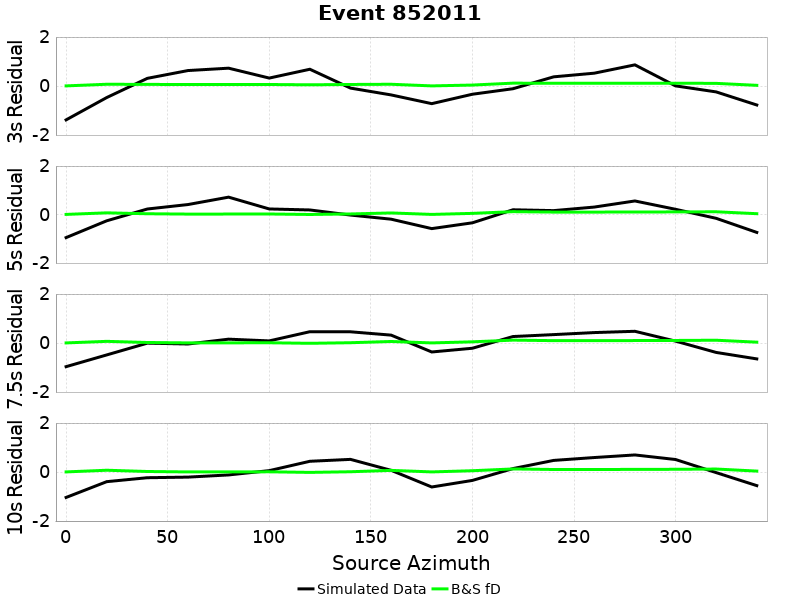 Event 852011
3s Residual
2
0
-2
5s Residual
2
0
-2
7.5s Residual
2
0
-2
10s Residual
2
0
-2
0 50 100 150 200 250 300
Source Azimuth
Simulated Data B&S fD